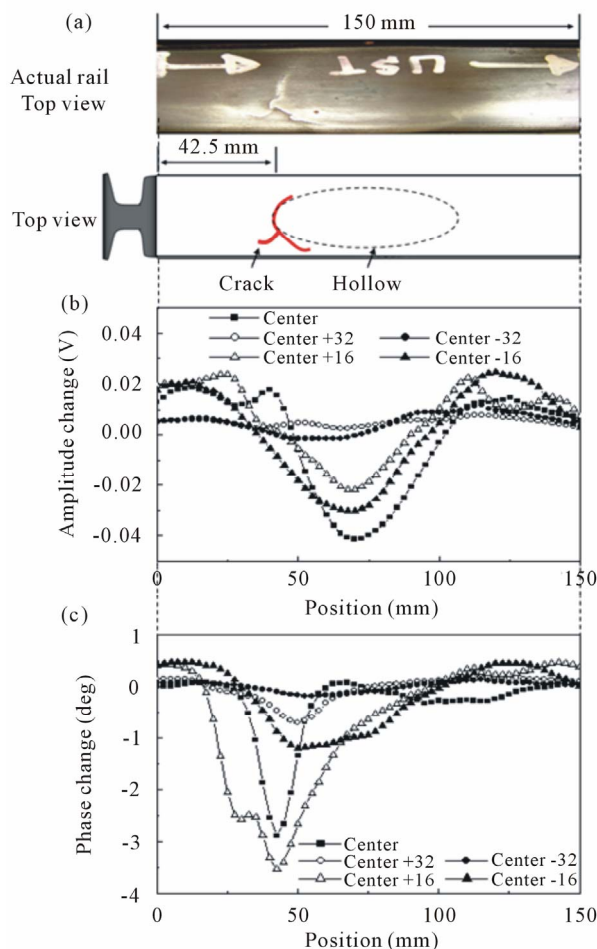 (a)
150 mm
Actual rail
Top view
UST
42.5 mm
Top view
Crack
Hollow
(b)
Center
Center +32
Center -32
Center +16
Center -16
Amplitude change (V)
0.04
0.02
0.00
-0.02
-0.04
0
50
100
150
Position (mm)
(c)
Phase change (deg)
1
0
-1
-2
-3
-4
Center
Center +32
Center -32
Center +16
Center -16
0
50
100
150
Position (mm)